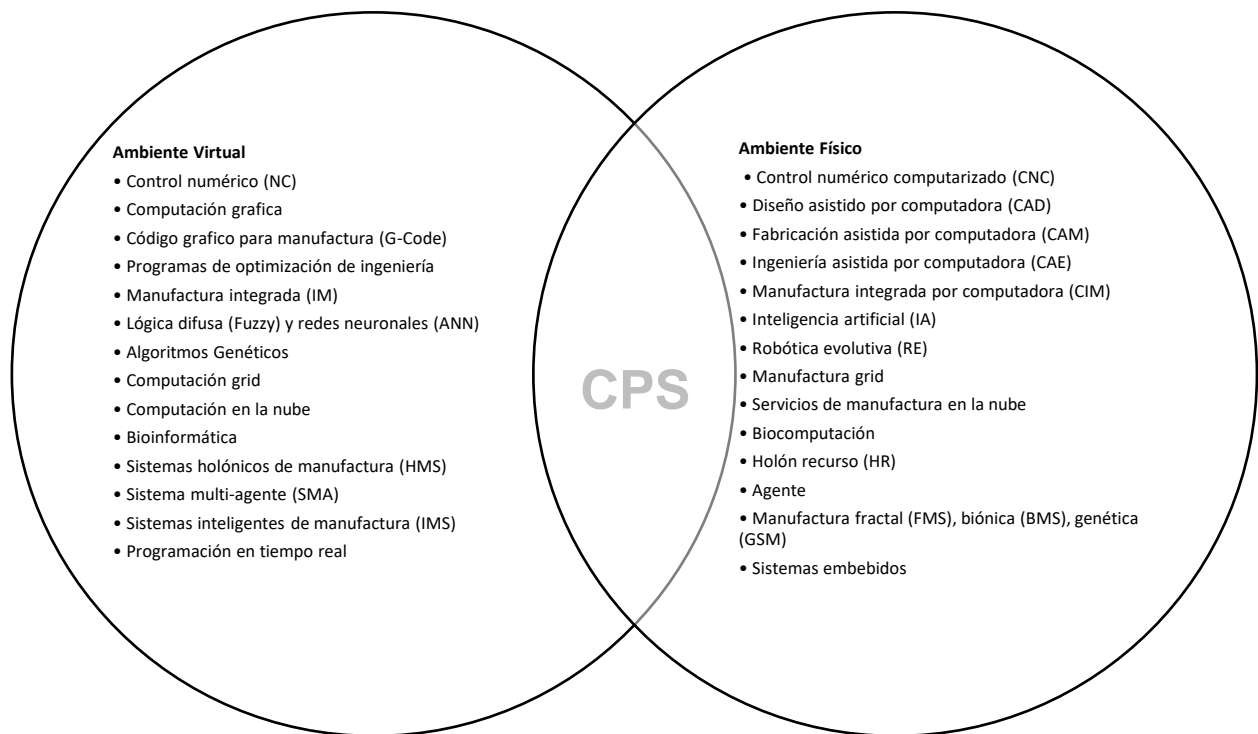 Ambiente Virtual
• Control numérico (NC)
• Computación grafica
• Código grafico para manufactura (G-Code)
• Programas de optimización de ingeniería
• Manufactura integrada (IM)
• Lógica difusa (Fuzzy) y redes neuronales (ANN)
• Algoritmos Genéticos
• Computación grid
• Computación en la nube
• Bioinformática
• Sistemas holónicos de manufactura (HMS)
• Sistema multi-agente (SMA)
• Sistemas inteligentes de manufactura (IMS)
• Programación en tiempo real
CPS
Ambiente Físico
• Control numérico computarizado (CNC)
• Diseño asistido por computadora (CAD)
• Fabricación asistida por computadora (CAM)
• Ingeniería asistida por computadora (CAE)
• Manufactura integrada por computadora (CIM)
• Inteligencia artificial (IA)
• Robótica evolutiva (RE)
• Manufactura grid
• Servicios de manufactura en la nube
• Biocomputación
• Holón recurso (HR)
• Agente
• Manufactura fractal (FMS), biónica (BMS), genética
(GSM)
• Sistemas embebidos